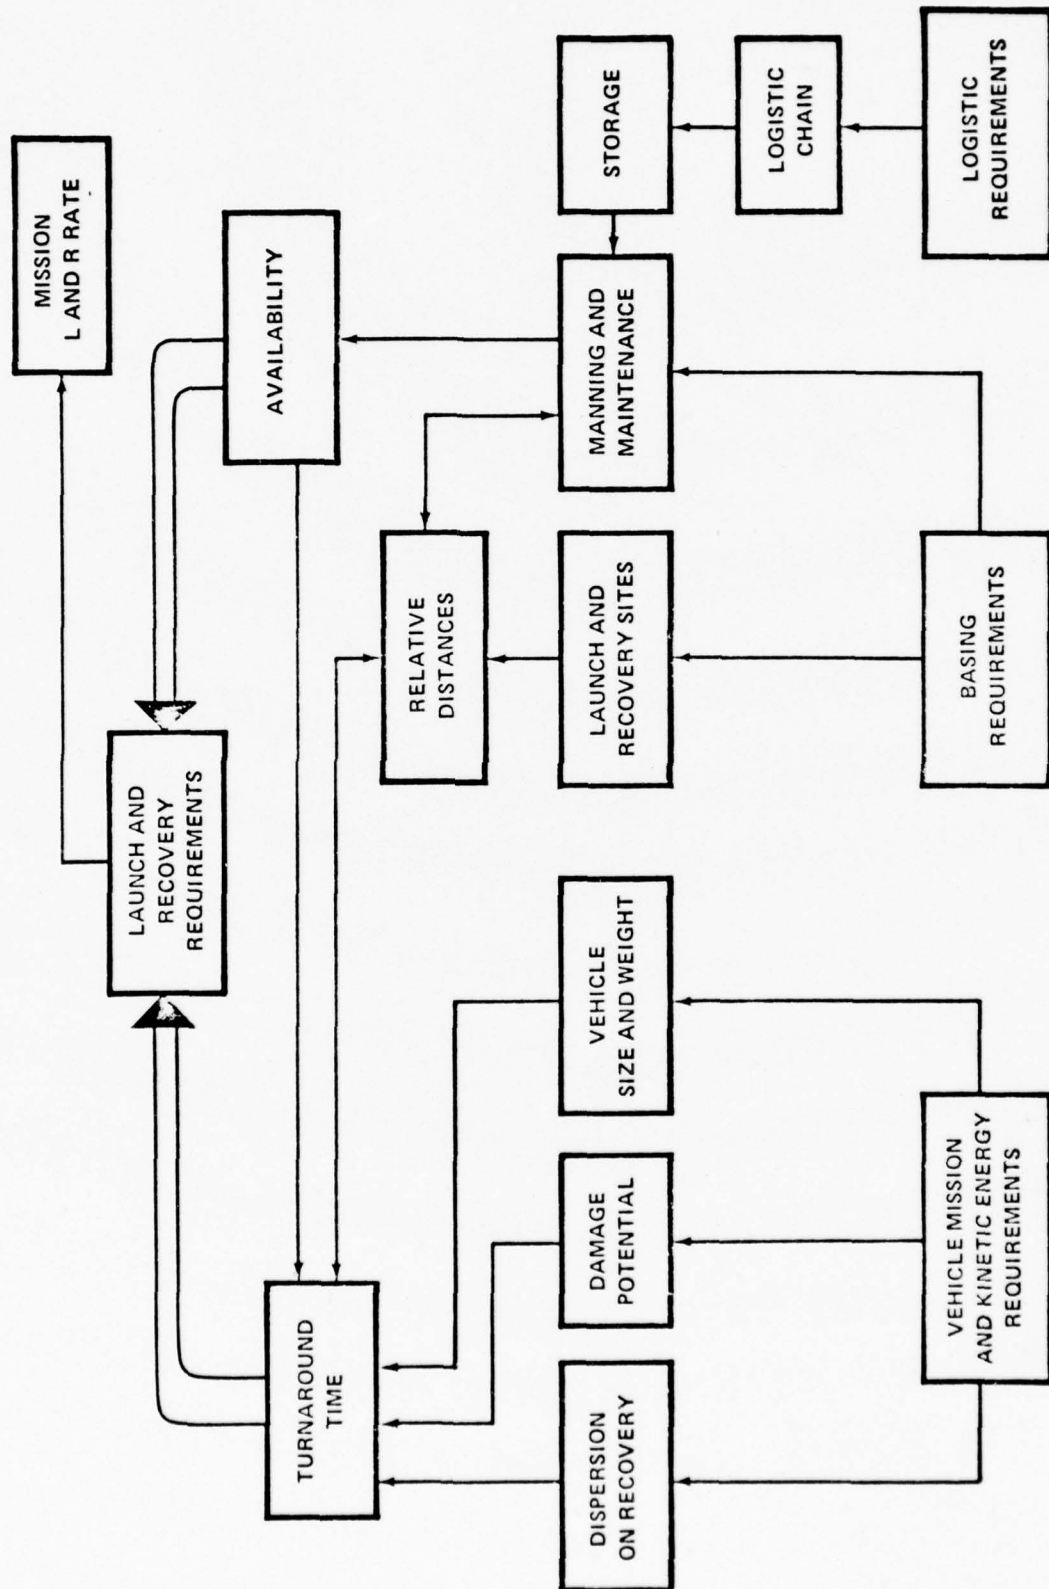 MISSION
L AND R RATE
LAUNCH AND
RECOVERY
REQUIREMENTS
AVAILABILITY
TURNAROUND
TIME
RELATIVE
DISTANCES
DISPERSION
ON RECOVERY
DAMAGE
POTENTIAL
VEHICLE
SIZE AND WEIGHT
LAUNCH AND
RECOVERY SITES
MANNING AND
MAINTENANCE
STORAGE
LOGISTIC
CHAIN
VEHICLE MISSION
AND KINETIC ENERGY
REQUIREMENTS
BASING
REQUIREMENTS
LOGISTIC
REQUIREMENTS